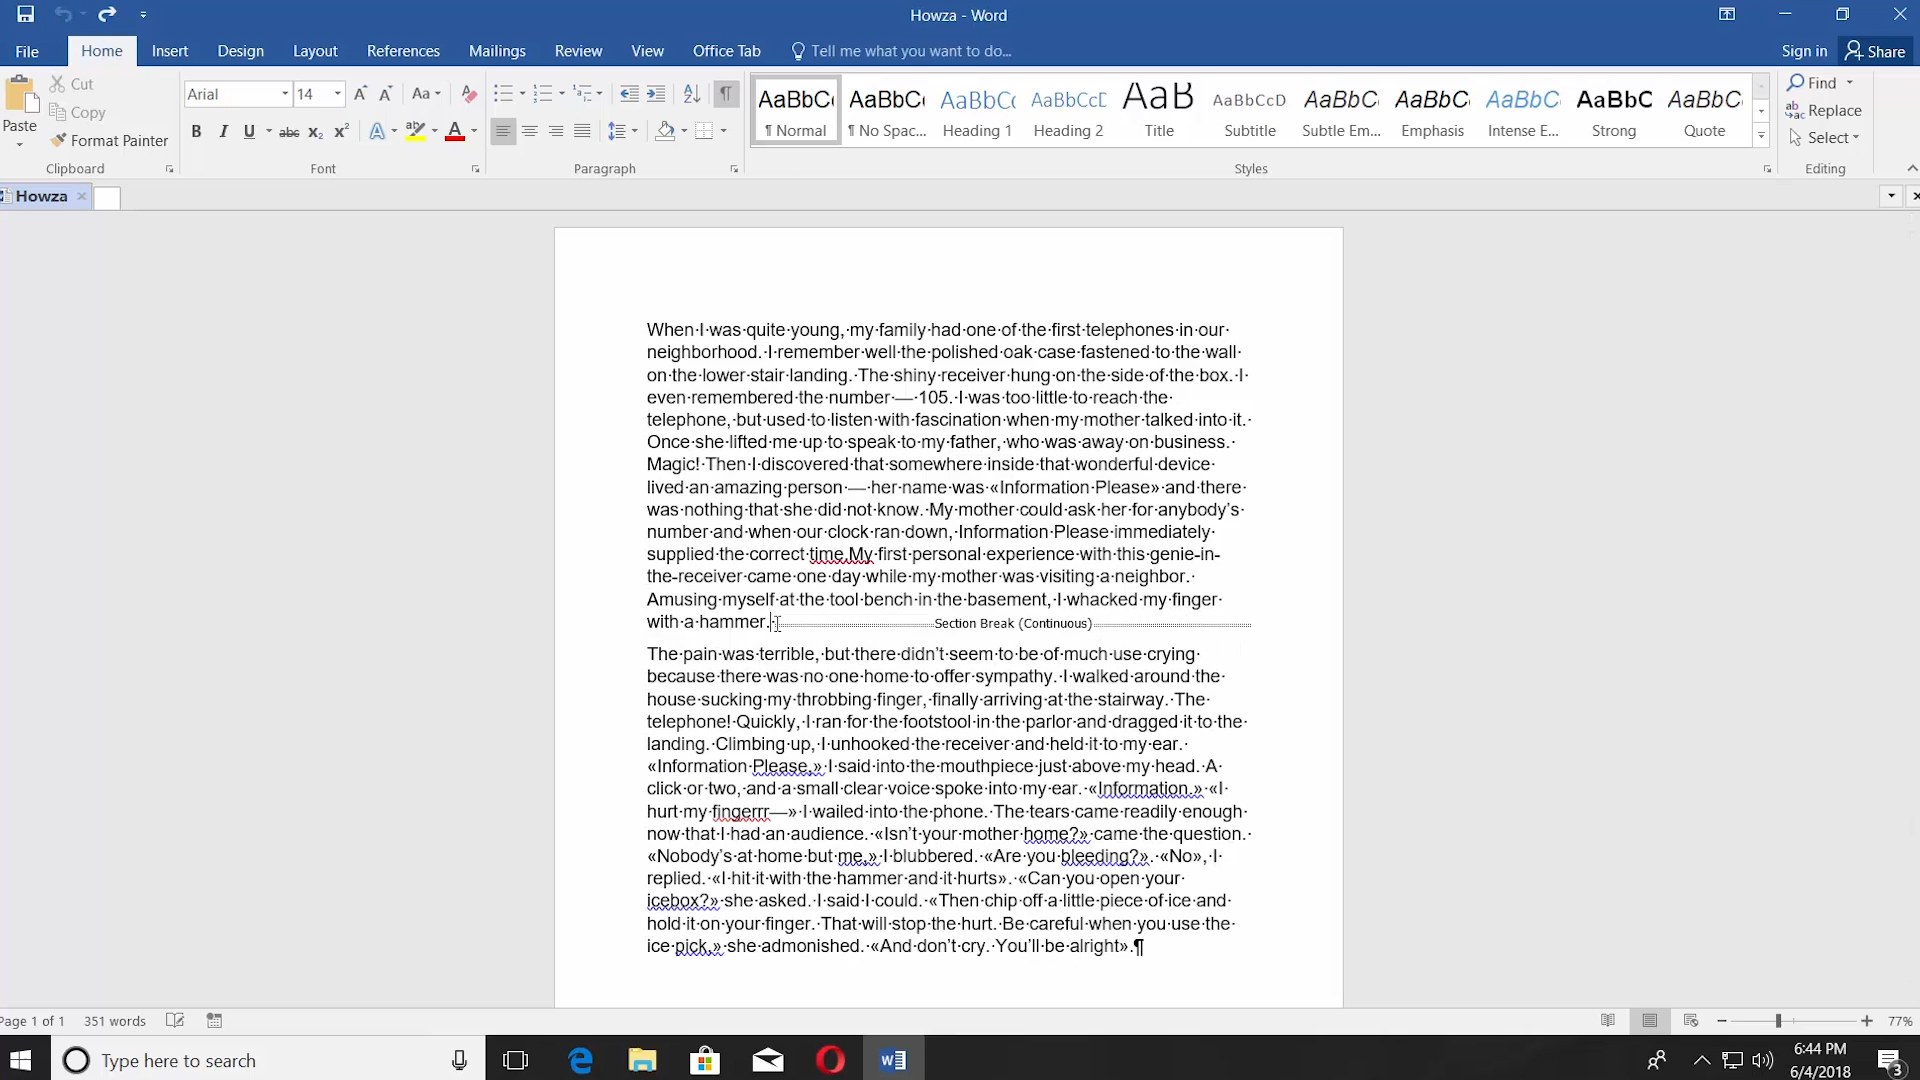 Howza - Word
File Home Insert Design Layout References Mailings Review View Office Tab Tell me what you want to do... Sign in Share
Paste
Cut
Copy
Format Painter
Clipboard
Arial 14
Font
Paragraph
AaBbCc AaBbCc AaBbCc AaBbCcD AaB AaBbCcD AaBbCc AaBbCc AaBbCc AaBbC AaBbCc
¶ Normal ¶ No Spac... Heading 1 Heading 2 Title Subtitle Subtle Em... Emphasis Intense E... Strong Quote
Styles
Find
Replace
Select
Editing
Howza
When·I·was·quite·young,·my·family·had·one·of·the·first·telephones·in·our·
neighborhood.·I·remember·well·the·polished·oak·case·fastened·to·the·wall·
on·the·lower·stair·landing.·The·shiny·receiver·hung·on·the·side·of·the·box.·I·
even·remembered·the·number·—·105.·I·was·too·little·to·reach·the·
telephone,·but·used·to·listen·with·fascination·when·my·mother·talked·into·it.·
Once·she·lifted·me·up·to·speak·to·my·father,·who·was·away·on·business.·
Magic!·Then·I·discovered·that·somewhere·inside·that·wonderful·device·
lived·an·amazing·person·—·her·name·was·«Information·Please»·and·there·
was·nothing·that·she·did·not·know.·My·mother·could·ask·her·for·anybody’s·
number·and·when·our·clock·ran·down,·Information·Please·immediately·
supplied·the·correct·time.My·first·personal·experience·with·this·genie-in-
the-receiver·came·one·day·while·my·mother·was·visiting·a·neighbor.·
Amusing·myself·at·the·tool·bench·in·the·basement,·I·whacked·my·finger·
with·a·hammer.· Section Break (Continuous)
The·pain·was·terrible,·but·there·didn’t·seem·to·be·of·much·use·crying·
because·there·was·no·one·home·to·offer·sympathy.·I·walked·around·the·
house·sucking·my·throbbing·finger,·finally·arriving·at·the·stairway.·The·
telephone!·Quickly,·I·ran·for·the·footstool·in·the·parlor·and·dragged·it·to·the·
landing.·Climbing·up,·I·unhooked·the·receiver·and·held·it·to·my·ear.·
«Information·Please,»·I·said·into·the·mouthpiece·just·above·my·head.·A·
click·or·two,·and·a·small·clear·voice·spoke·into·my·ear.·«Information.»·«I·
hurt·my·fingerrr—»·I·wailed·into·the·phone.·The·tears·came·readily·enough·
now·that·I·had·an·audience.·«Isn’t·your·mother·home?»·came·the·question.·
«Nobody’s·at·home·but·me,»·I·blubbered.·«Are·you·bleeding?».·«No»,·I·
replied.·«I·hit·it·with·the·hammer·and·it·hurts».·«Can·you·open·your·
icebox?»·she·asked.·I·said·I·could.·«Then·chip·off·a·little·piece·of·ice·and·
hold·it·on·your·finger.·That·will·stop·the·hurt.·Be·careful·when·you·use·the·
ice·pick,»·she·admonished.·«And·don’t·cry.·You’ll·be·alright».¶
Page 1 of 1 351 words 77%
Type here to search
6:44 PM
6/4/2018
3